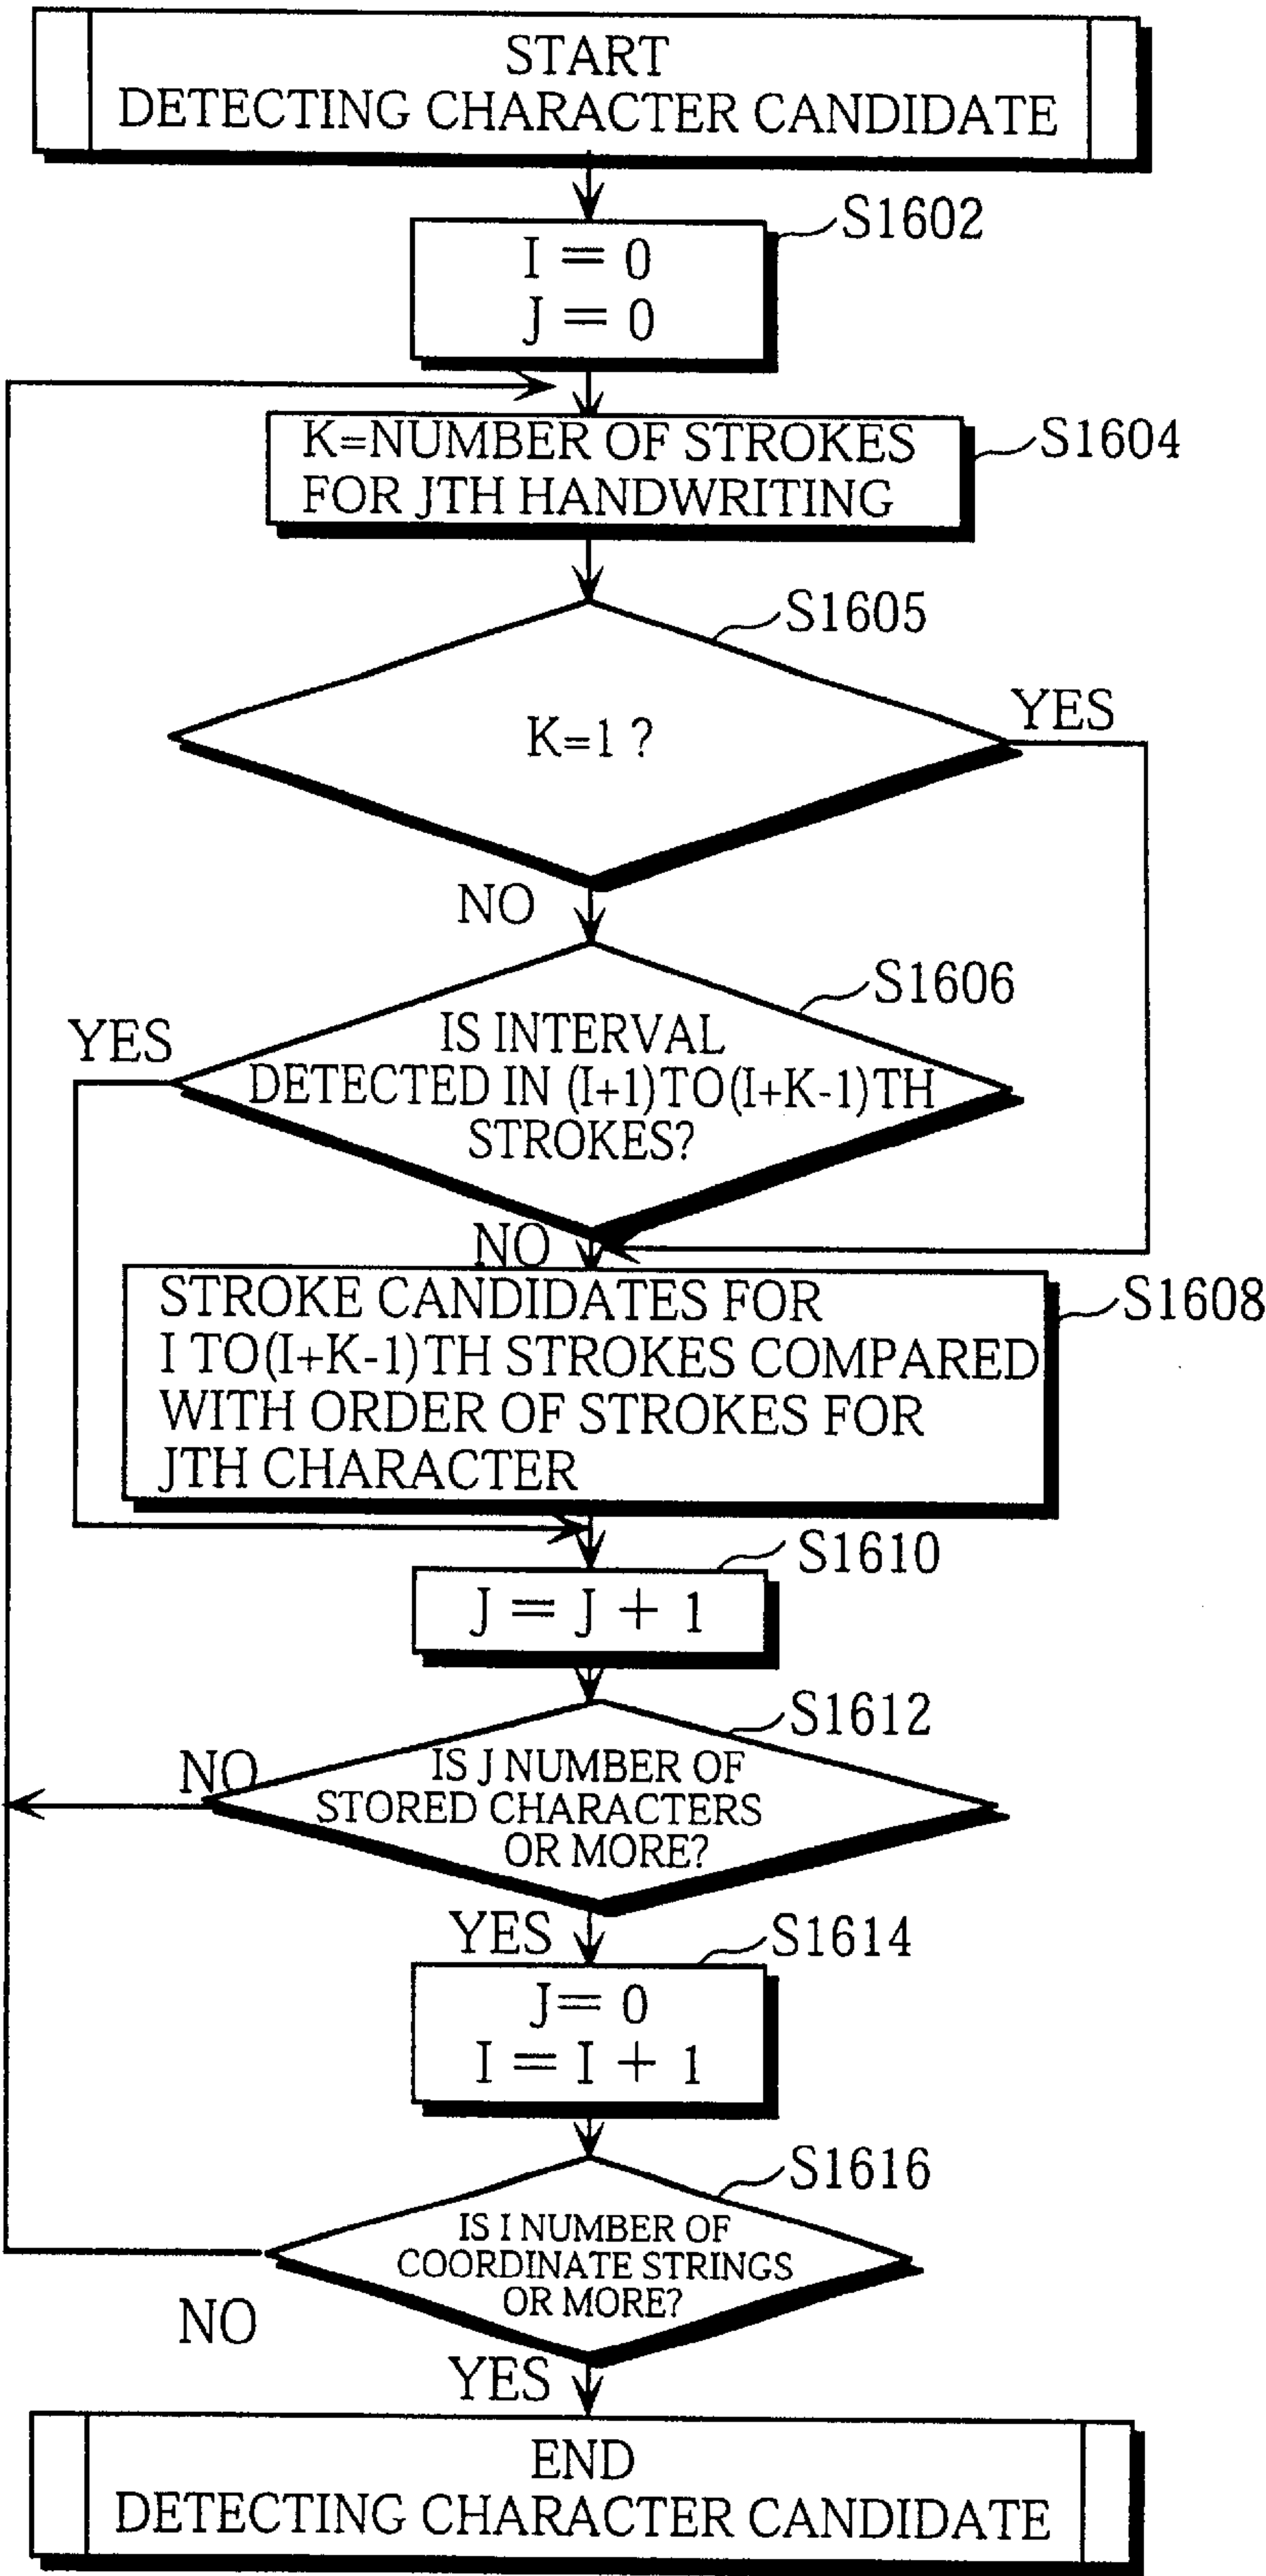 START
DETECTING CHARACTER CANDIDATE
S1602
I = 0
J = 0
S1604
K=NUMBER OF STROKES
FOR JTH HANDWRITING
S1605
K=1 ?
YES
NO
S1606
YES
IS INTERVAL
DETECTED IN (I+1)TO(I+K-1)TH
STROKES?
NO
S1608
STROKE CANDIDATES FOR
I TO(I+K-1)TH STROKES COMPARED
WITH ORDER OF STROKES FOR
JTH CHARACTER
S1610
J = J + 1
S1612
NO
IS J NUMBER OF
STORED CHARACTERS
OR MORE?
YES
S1614
J= 0
I = I + 1
S1616
IS I NUMBER OF
COORDINATE STRINGS
OR MORE?
NO
YES
END
DETECTING CHARACTER CANDIDATE